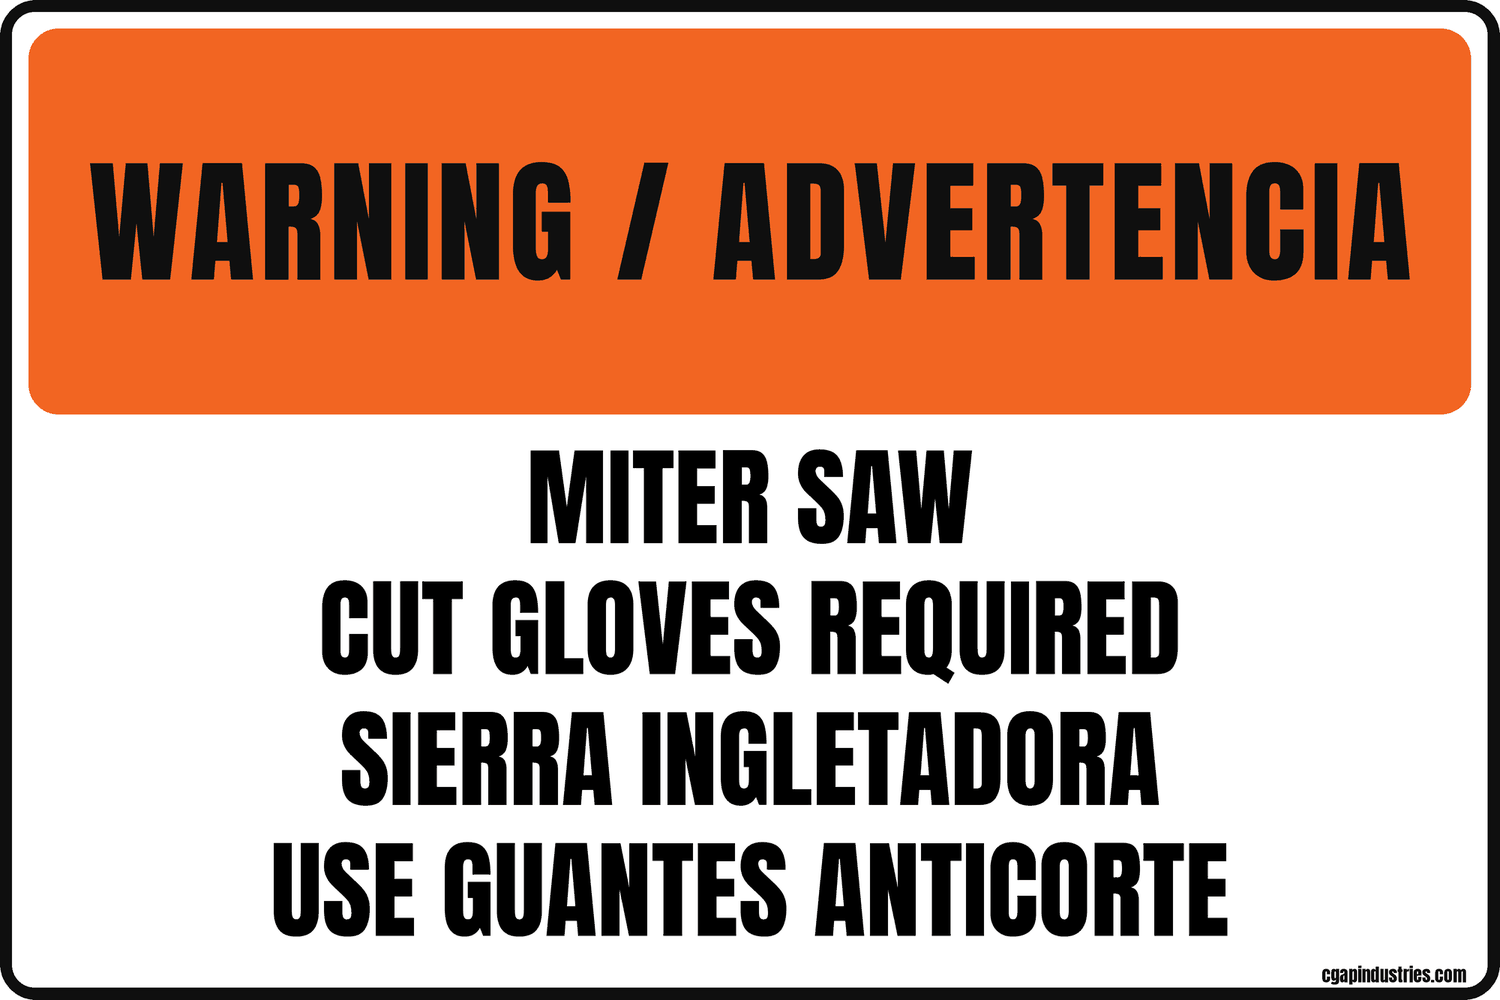 WARNING / ADVERTENCIA
MITER SAW
CUT GLOVES REQUIRED
SIERRA INGLETADORA
USE GUANTES ANTICORTE
cgapindustries.com